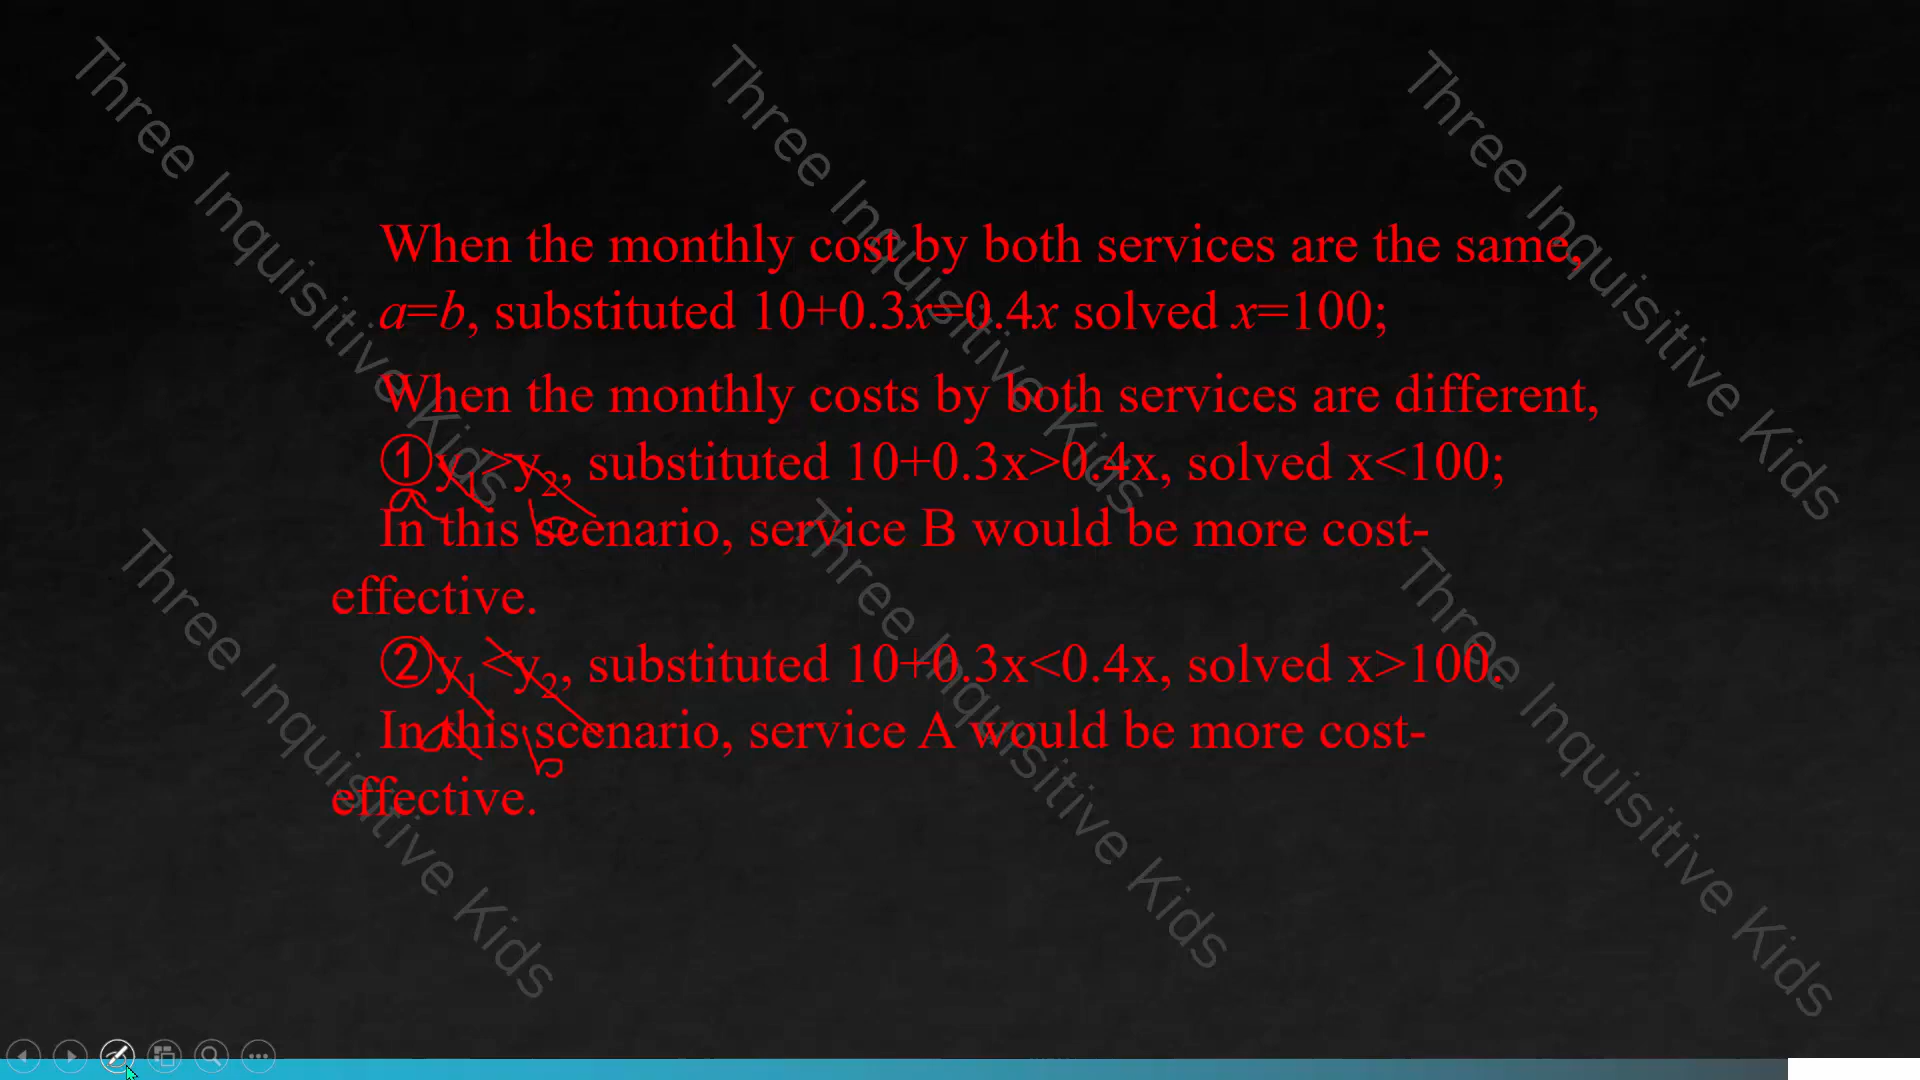 When the monthly cost by both services are the same,
a=b, substituted 10+0.3x=0.4x solved x=100;
When the monthly costs by both services are different,
①y₁>y₂, substituted 10+0.3x>0.4x, solved x<100;
a b
In this scenario, service B would be more cost-
effective.
②y₁<y₂, substituted 10+0.3x<0.4x, solved x>100.
In this scenario, service A would be more cost-
a b
effective.
Three Inquisitive Kids
Three Inquisitive Kids
Three Inquisitive Kids
Three Inquisitive Kids
Three Inquisitive Kids
Three Inquisitive Kids